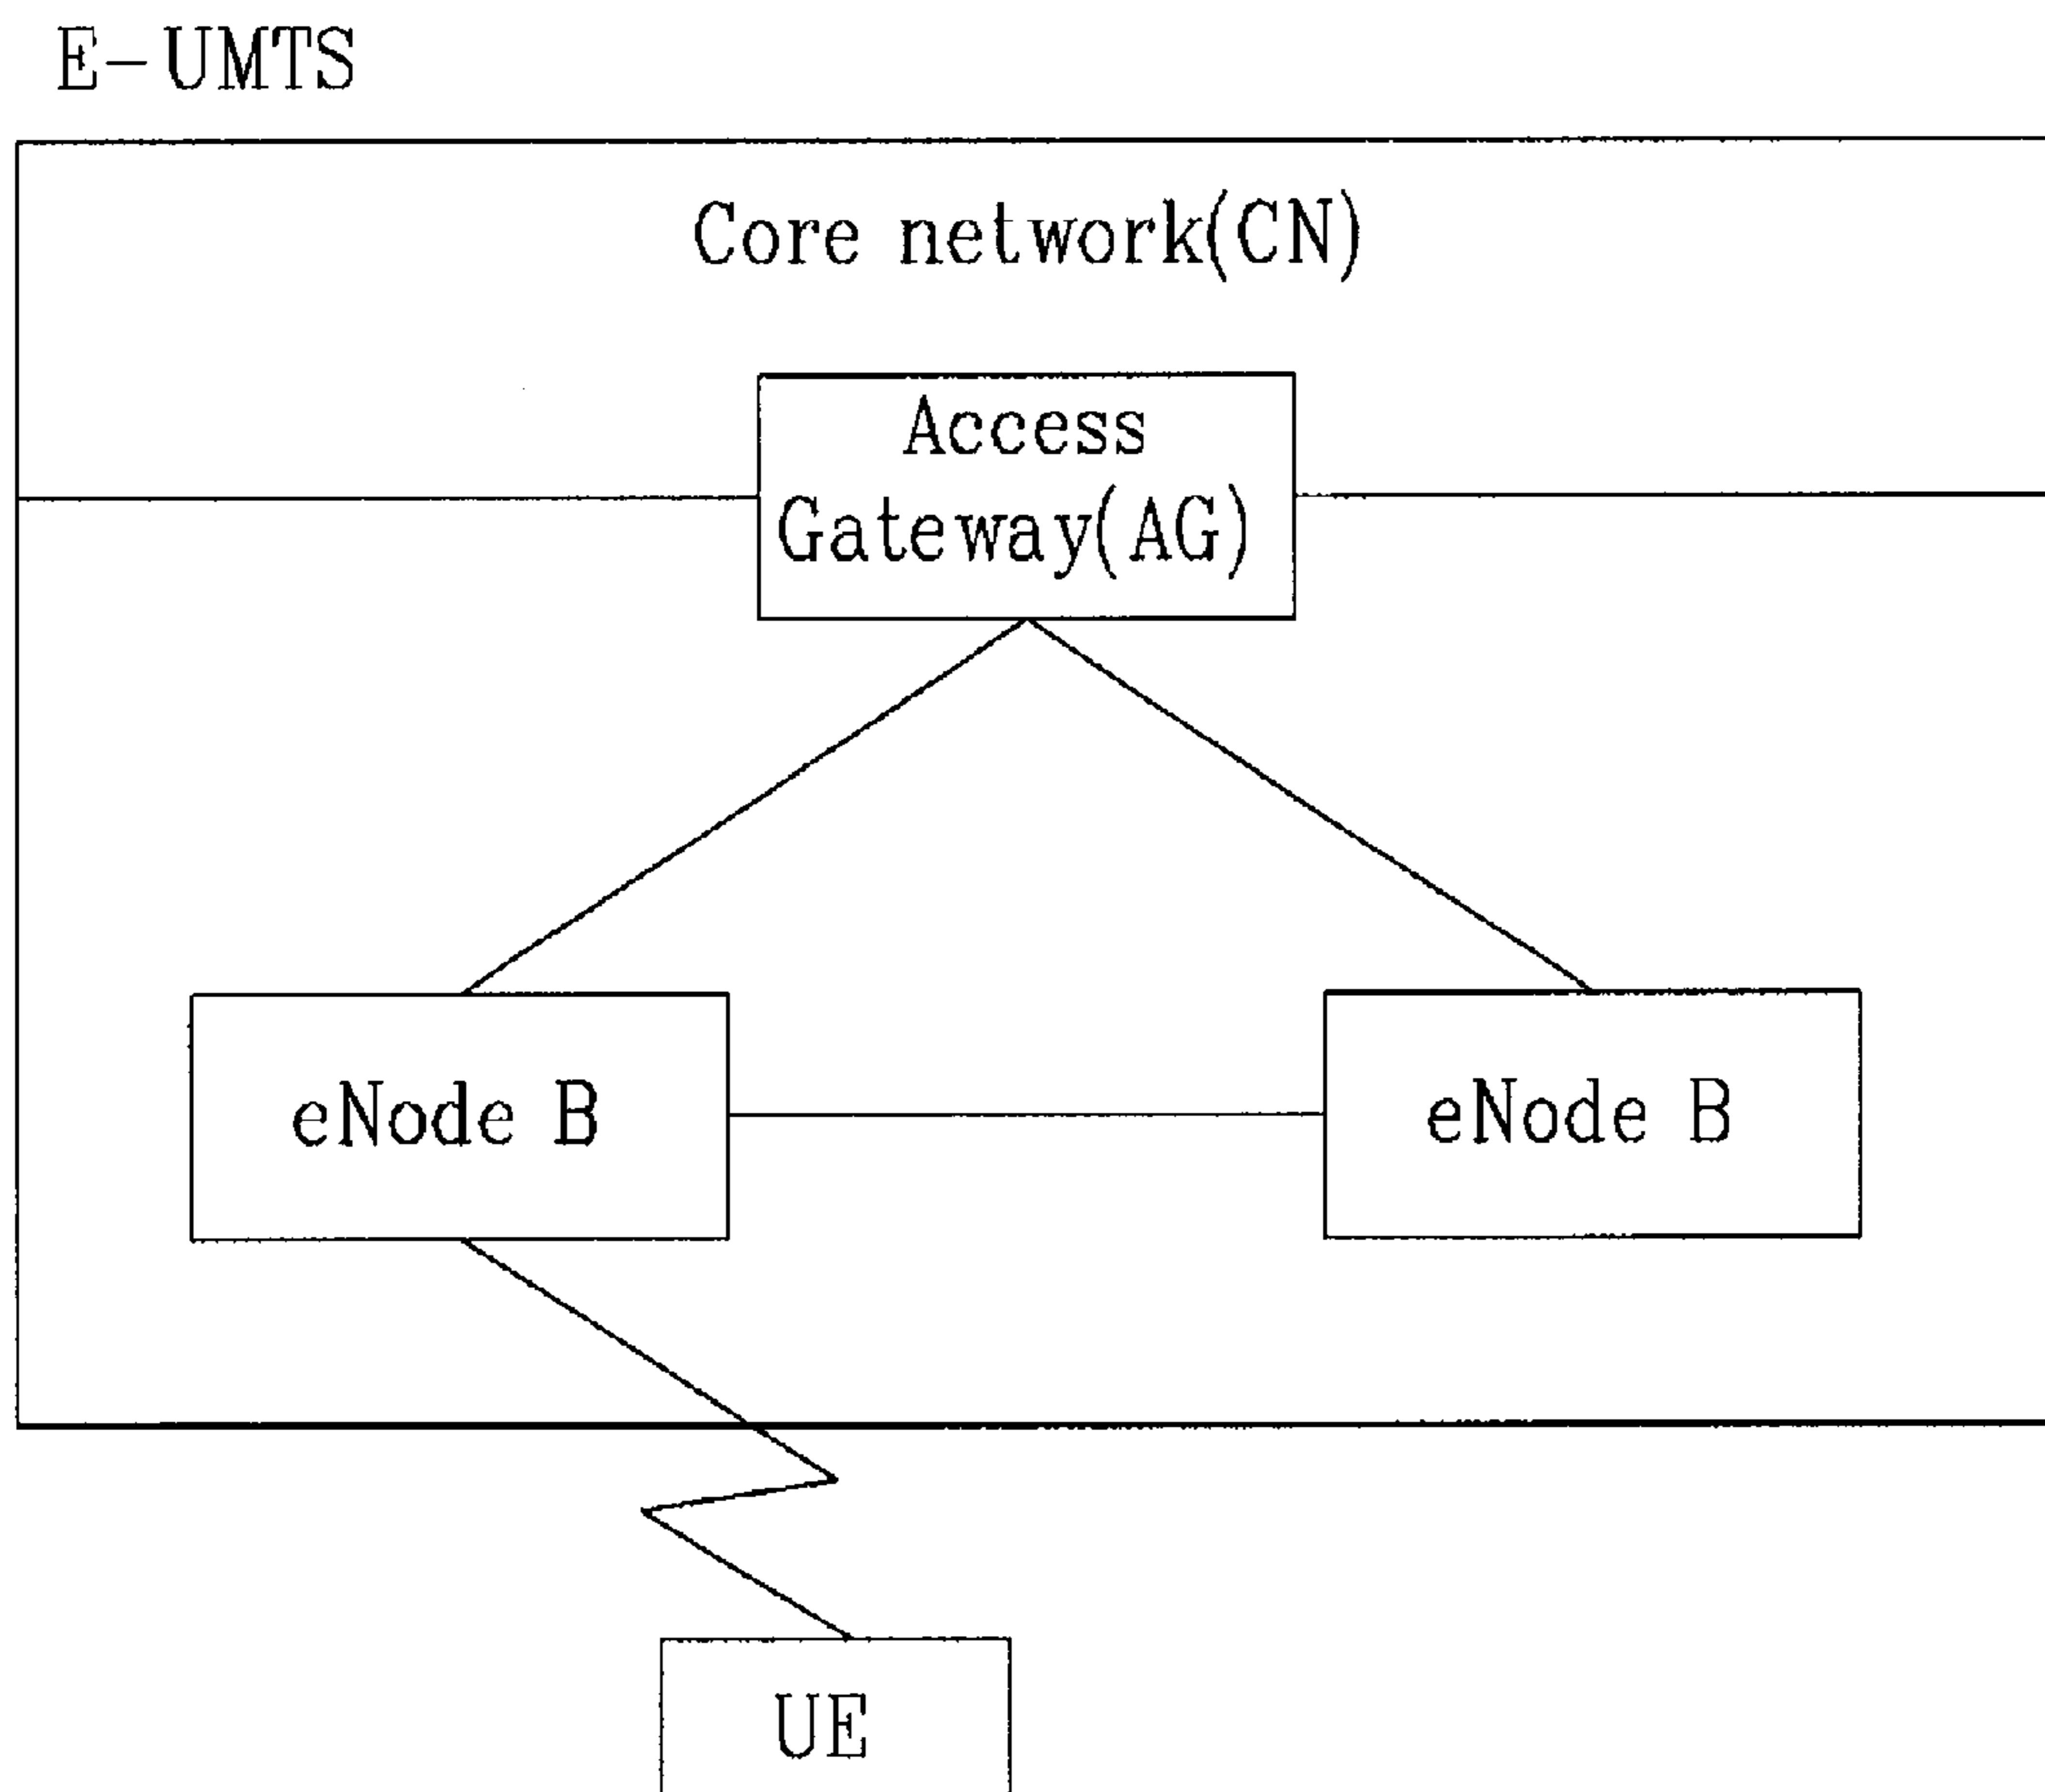 E-UMTS
Core network(CN)
Access
Gateway(AG)
eNode B
eNode B
UE